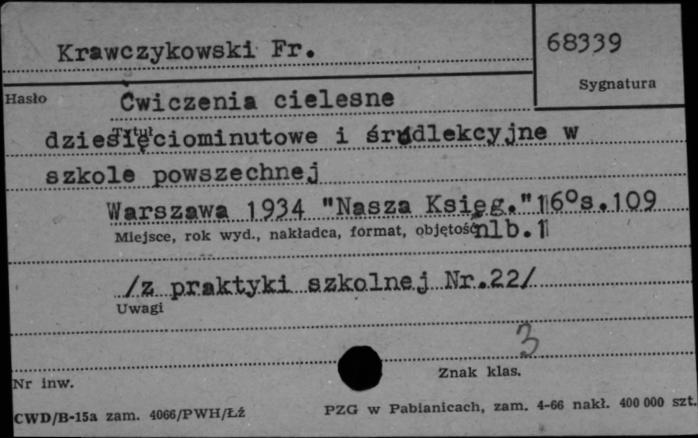 Krawczykowski Fr.
68339
Sygnatura
Hasło
Ćwiczenia cielesne
Tytuł
dziesięciominutowe i śródlekcyjne w
szkole powszechnej
Warszawa 1934 "Nasza Księg." 16° s.109
Miejsce, rok wyd., nakładca, format, objętość
nlb.1
/z praktyki szkolnej Nr.22/
Uwagi
3
Nr inw.
Znak klas.
CWD/B-15a zam. 4066/PWH/Łź
PZG w Pabianicach, zam. 4-66 nakł. 400 000 szt.